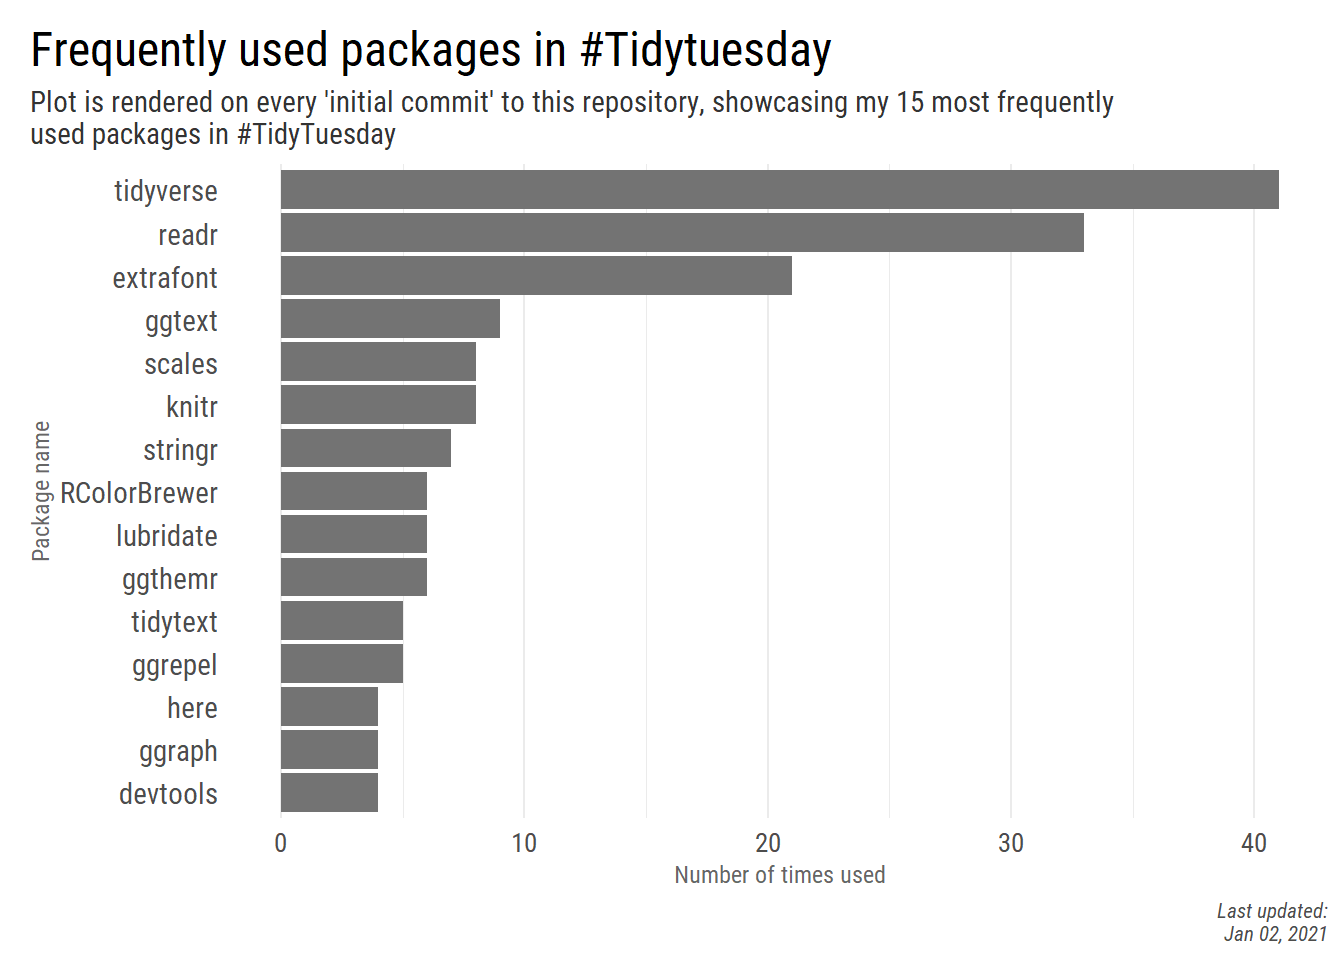 Frequently used packages in #Tidytuesday
Plot is rendered on every 'initial commit' to this repository, showcasing my 15 most frequently
used packages in #TidyTuesday
Package name
tidyverse
readr
extrafont
ggtext
scales
knitr
stringr
RColorBrewer
lubridate
ggthemr
tidytext
ggrepel
here
ggraph
devtools
0 10 20 30 40
Number of times used
Last updated:
Jan 02, 2021